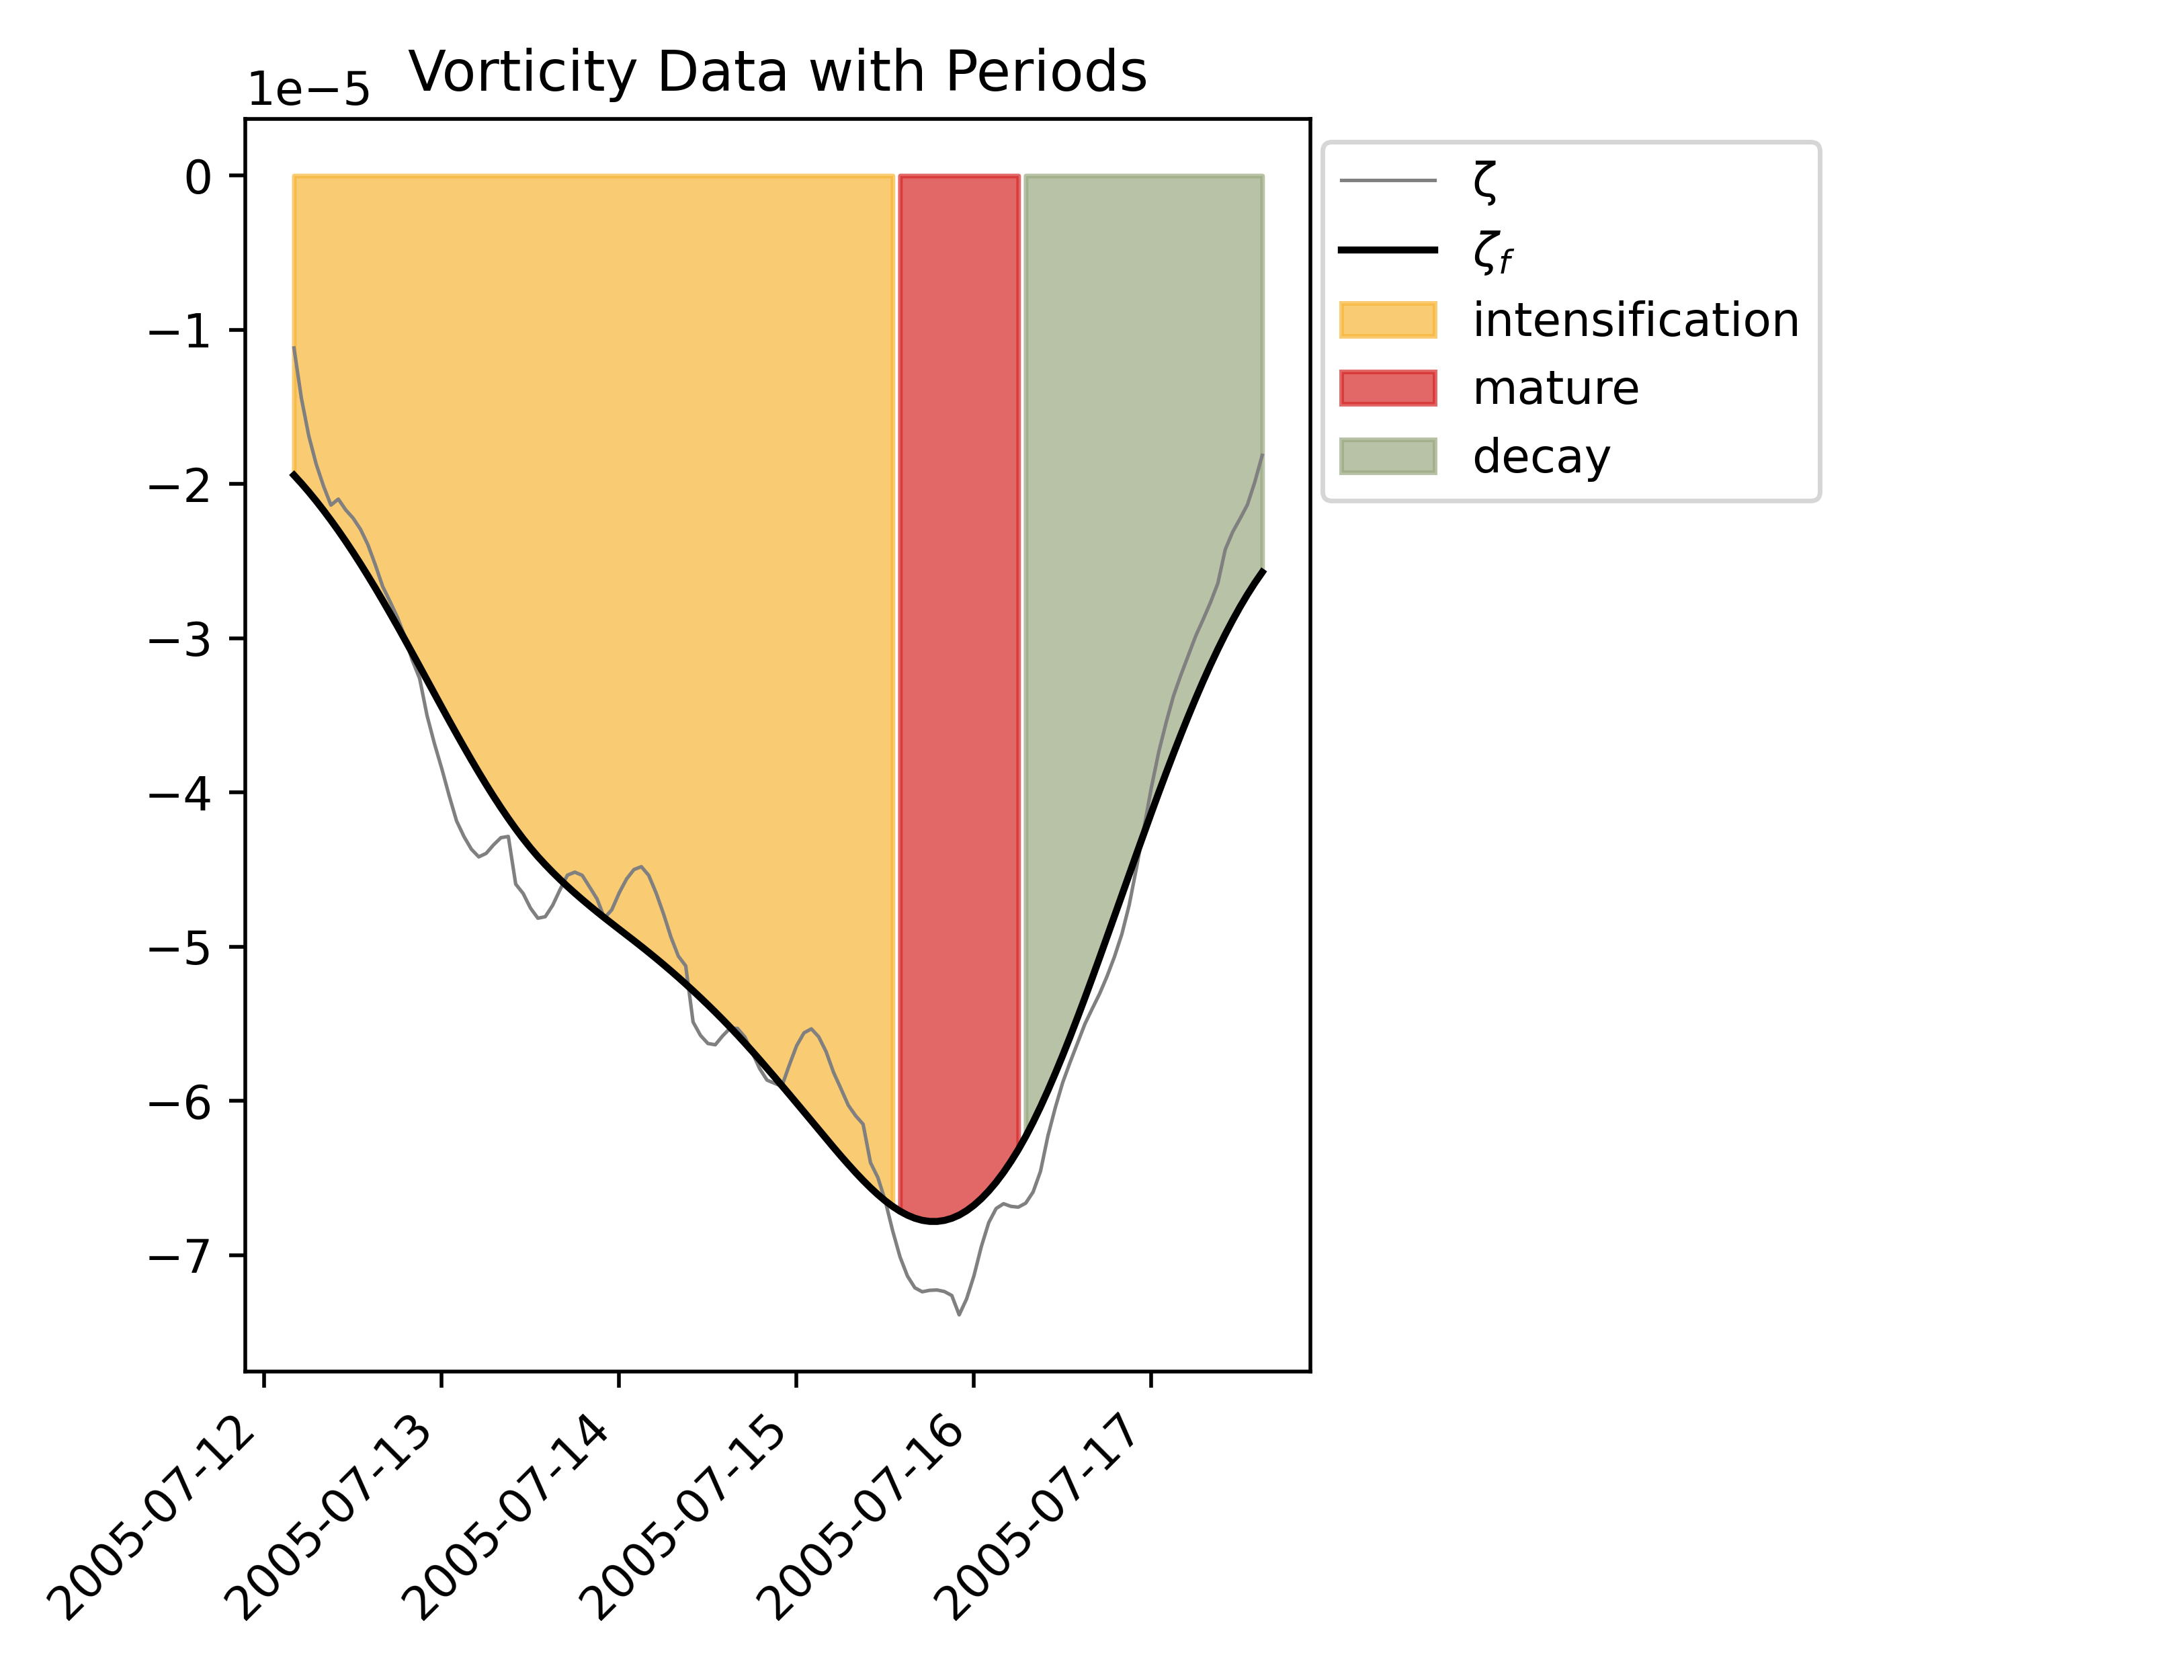 Vorticity Data with Periods
1e−5
0
−1
−2
−3
−4
−5
−6
−7
2005-07-12
2005-07-13
2005-07-14
2005-07-15
2005-07-16
2005-07-17
ζ
ζf
intensification
mature
decay